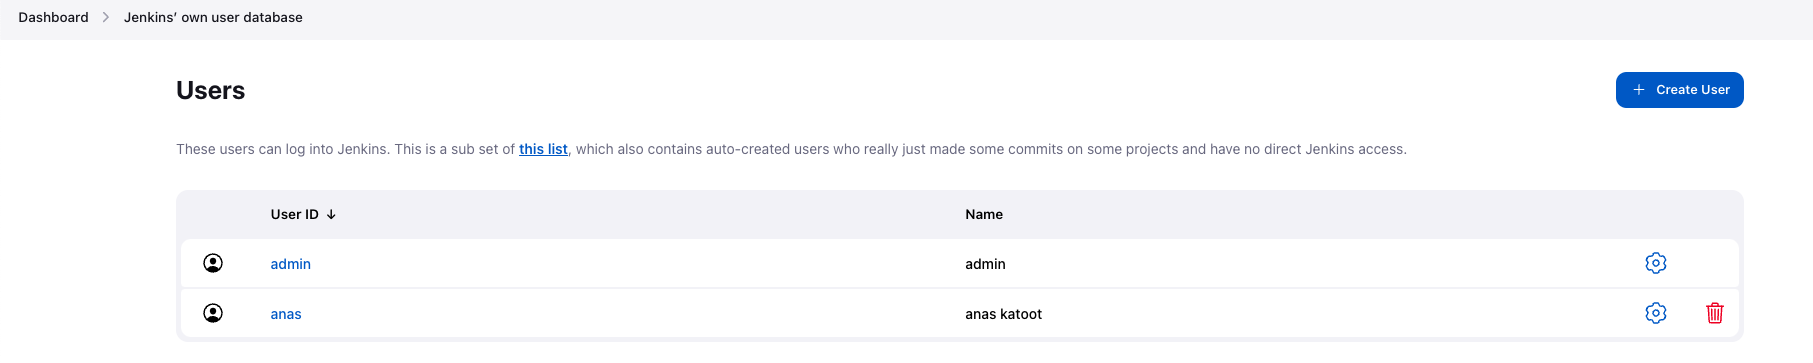 Dashboard > Jenkins’ own user database
Users
+ Create User
These users can log into Jenkins. This is a sub set of this list, which also contains auto-created users who really just made some commits on some projects and have no direct Jenkins access.
User ID ↓ Name
admin admin
anas anas katoot